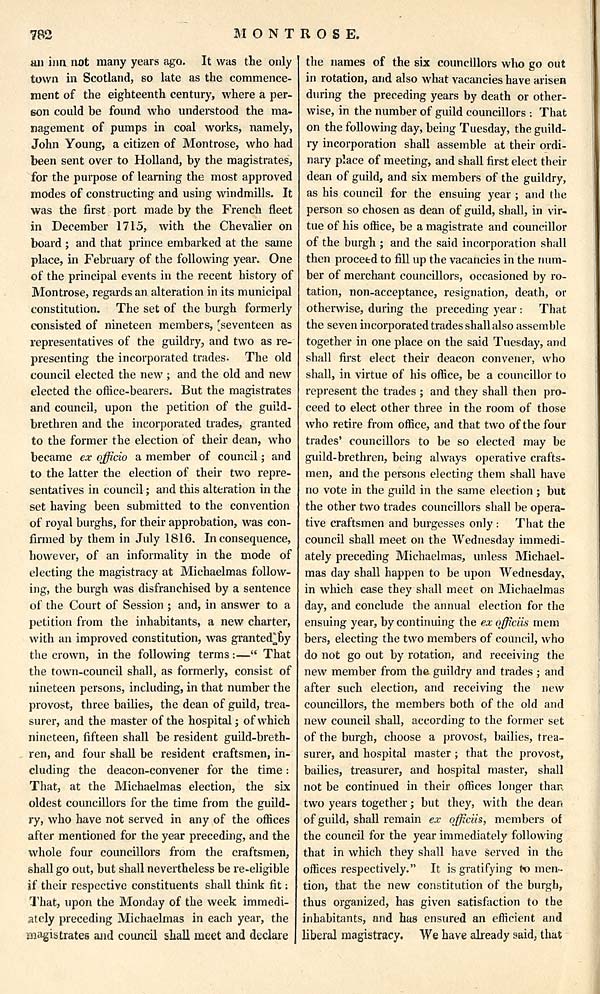 782
MONTROSE.
an inn not many years ago. It was the only
town in Scotland, so late as the commence-
ment of the eighteenth century, where a per-
son could be found who understood the ma-
nagement of pumps in coal works, namely,
John Young, a citizen of Montrose, who had
been sent over to Holland, by the magistrates,
for the purpose of learning the most approved
modes of constructing and using windmills. It
was the first port made by the French fleet
in December 1715, with the Chevalier on
board ; and that prince embarked at the same
place, in February of the following year. One
of the principal events in the recent history of
Montrose, regards an alteration in its municipal
constitution. The set of the burgh formerly
consisted of nineteen members, [seventeen as
representatives of the guildry, and two as re-
presenting the incorporated trades. The old
council elected the new ; and the old and new
elected the office-bearers. But the magistrates
and council, upon the petition of the guild-
brethren and the incorporated trades, granted
to the former the election of their dean, who
became ex officio a member of council ; and
to the latter the election of their two repre-
sentatives in council ; and this alteration in the
set having been submitted to the convention
of royal burghs, for their approbation, was con-
firmed by them in July 1816. In consequence,
however, of an informality in the mode of
electing the magistracy at Michaelmas follow-
ing, the burgh was disfranchised by a sentence
of the Court of Session ; and, in answer to a
petition from the inhabitants, a new charter,
with an improved constitution, was granted by
the crown, in the following terms :—“ That
the town-council shall, as formerly, consist of
nineteen persons, including, in that number the
provost, three bailies, the dean of guild, trea-
surer, and the master of the hospital ; of which
nineteen, fifteen shall be resident guild-breth-
ren, and four shall be resident craftsmen, in-
cluding the deacon-convener for the time :
That, at the Michaelmas election, the six
oldest councillors for the time from the guild-
ry, who have not served in any of the offices
after mentioned for the year preceding, and the
whole four councillors from the craftsmen,
shall go out, but shall nevertheless be re-eligible
if their respective constituents shall think fit :
That, upon the Monday of the week immedi-
ately preceding Michaelmas in each year, the
magistrates and council shall meet and declare
the names of the six councillors who go out
in rotation, and also what vacancies have arisen
during the preceding years by death or other-
wise, in the number of guild councillors : That
on the following day, being Tuesday, the guild-
ry incorporation shall assemble at their ordi-
nary place of meeting, and shall first elect their
dean of guild, and six members of the guildry,
as his council for the ensuing year ; and the
person so chosen as dean of guild, shall, in vir-
tue of his office, be a magistrate and councillor
of the burgh ; and the said incorporation shall
then proceed to fill up the vacancies in the num-
ber of merchant councillors, occasioned by ro-
tation, non-acceptance, resignation, death, or
otherwise, during the preceding year : That
the seven incorporated trades shall also assemble
together in one place on the said Tuesday, and
shall first elect their deacon convener, who
shall, in virtue of his office, be a councillor to
represent the trades ; and they shall then pro-
ceed to elect other three in the room of those
who retire from office, and that two of the four
trades’ councillors to be so elected may be
guild-brethren, being always operative crafts-
men, and the persons electing them shall have
no vote in the guild in the same election ; but
the other two trades councillors shall be opera-
tive craftsmen and burgesses only : That the
council shall meet on the Wednesday immedi-
ately preceding Michaelmas, unless Michael-
mas day shall happen to be upon Wednesday,
in which case they shall meet on Michaelmas
day, and conclude the annual election for the
ensuing year, by continuing the ex officiis mem
bers, electing the two members of council, who
do not go out by rotation, and receiving the
new member from the guildry and trades ; and
after such election, and receiving the new
councillors, the members both of the old and
new council shall, according to the former set
of the burgh, choose a provost, bailies, trea-
surer, and hospital master ; that the provost,
bailies, treasurer, and hospital master, shall
not be continued in their offices longer than
two years together ; but they, with the dean
of guild, shall remain ex officiis, members of
the council for the year immediately following
that in which they shall have served in the
offices respectively.” It is gratifying to men-
tion, that the new constitution of the burgh,
thus organized, has given satisfaction to the
inhabitants, and has ensured an efficient and
liberal magistracy. We have already said, that